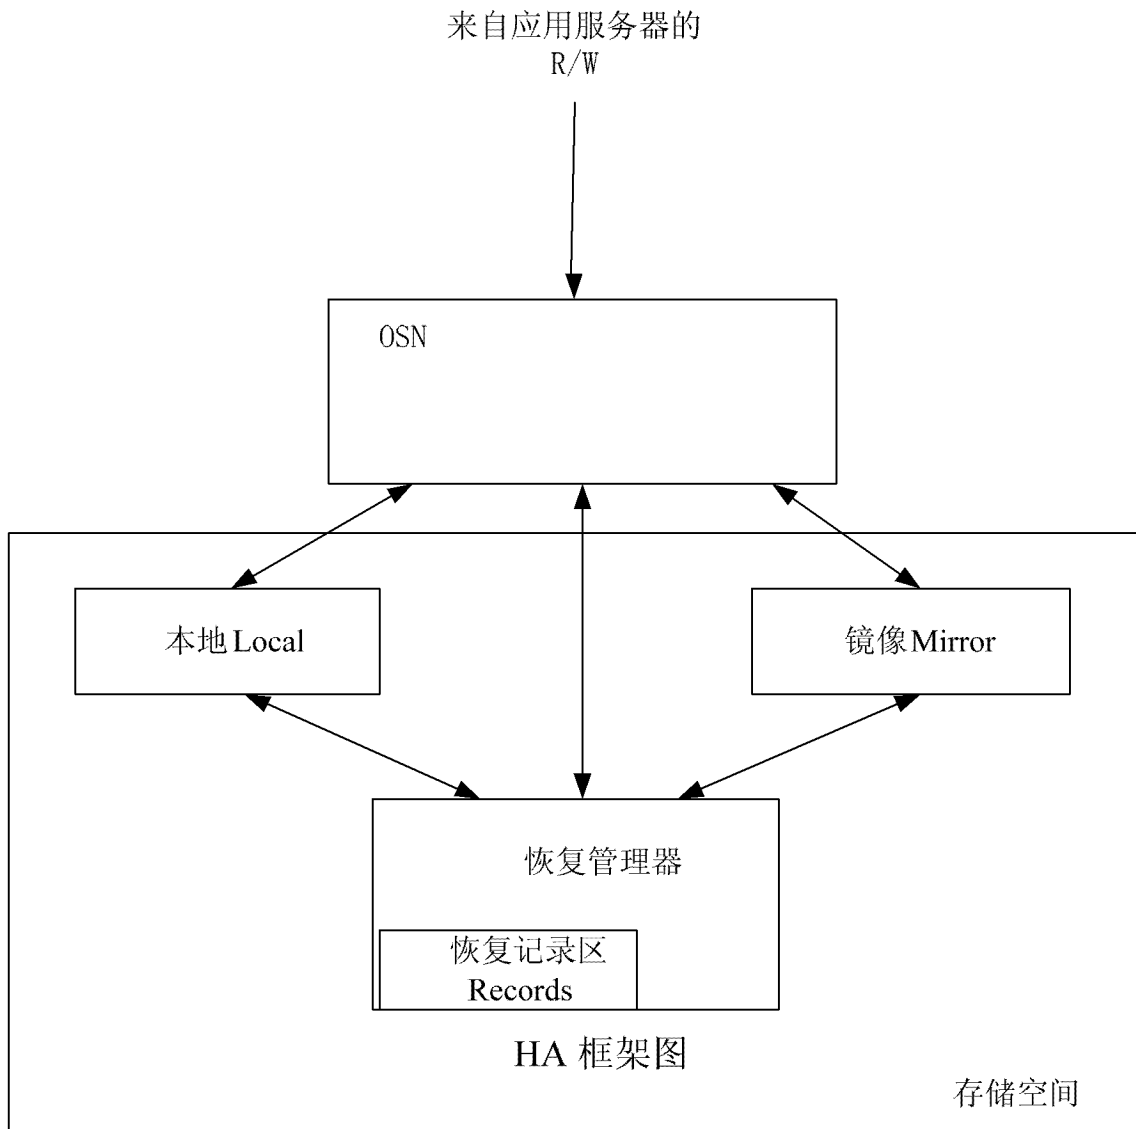 来自应用服务器的
R/W
OSN
本地Local
镜像Mirror
恢复管理器
恢复记录区
Records
HA 框架图
存储空间